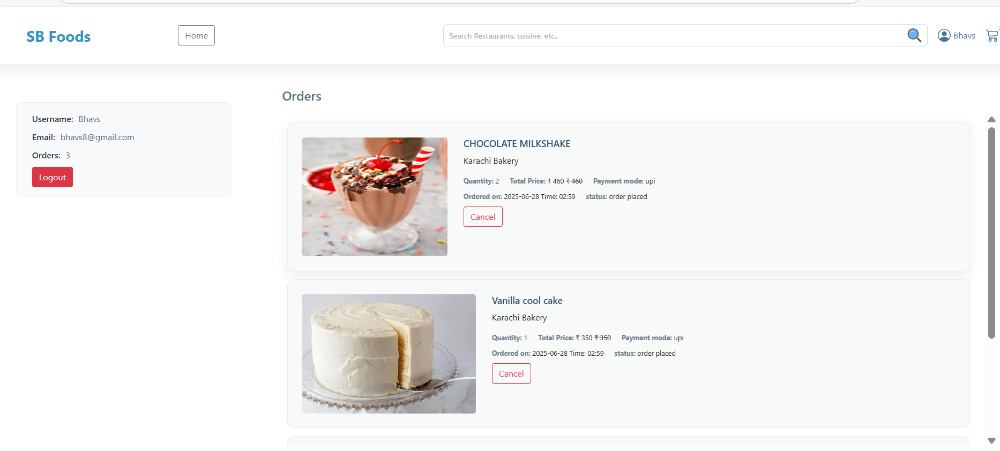 SB Foods
Home
Search Restaurants, cuisine, etc.,
Bhavs
Username: Bhavs
Email: bhavs8@gmail.com
Orders: 3
Logout
Orders
CHOCOLATE MILKSHAKE
Karachi Bakery
Quantity: 2 Total Price: ₹ 460 ₹ 460 Payment mode: upi
Ordered on: 2025-06-28 Time: 02:59 status: order placed
Cancel
Vanilla cool cake
Karachi Bakery
Quantity: 1 Total Price: ₹ 350 ₹ 350 Payment mode: upi
Ordered on: 2025-06-28 Time: 02:59 status: order placed
Cancel